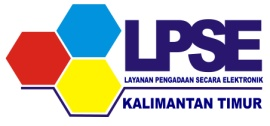 LPSE
LAYANAN PENGADAAN SECARA ELEKTRONIK
KALIMANTAN TIMUR